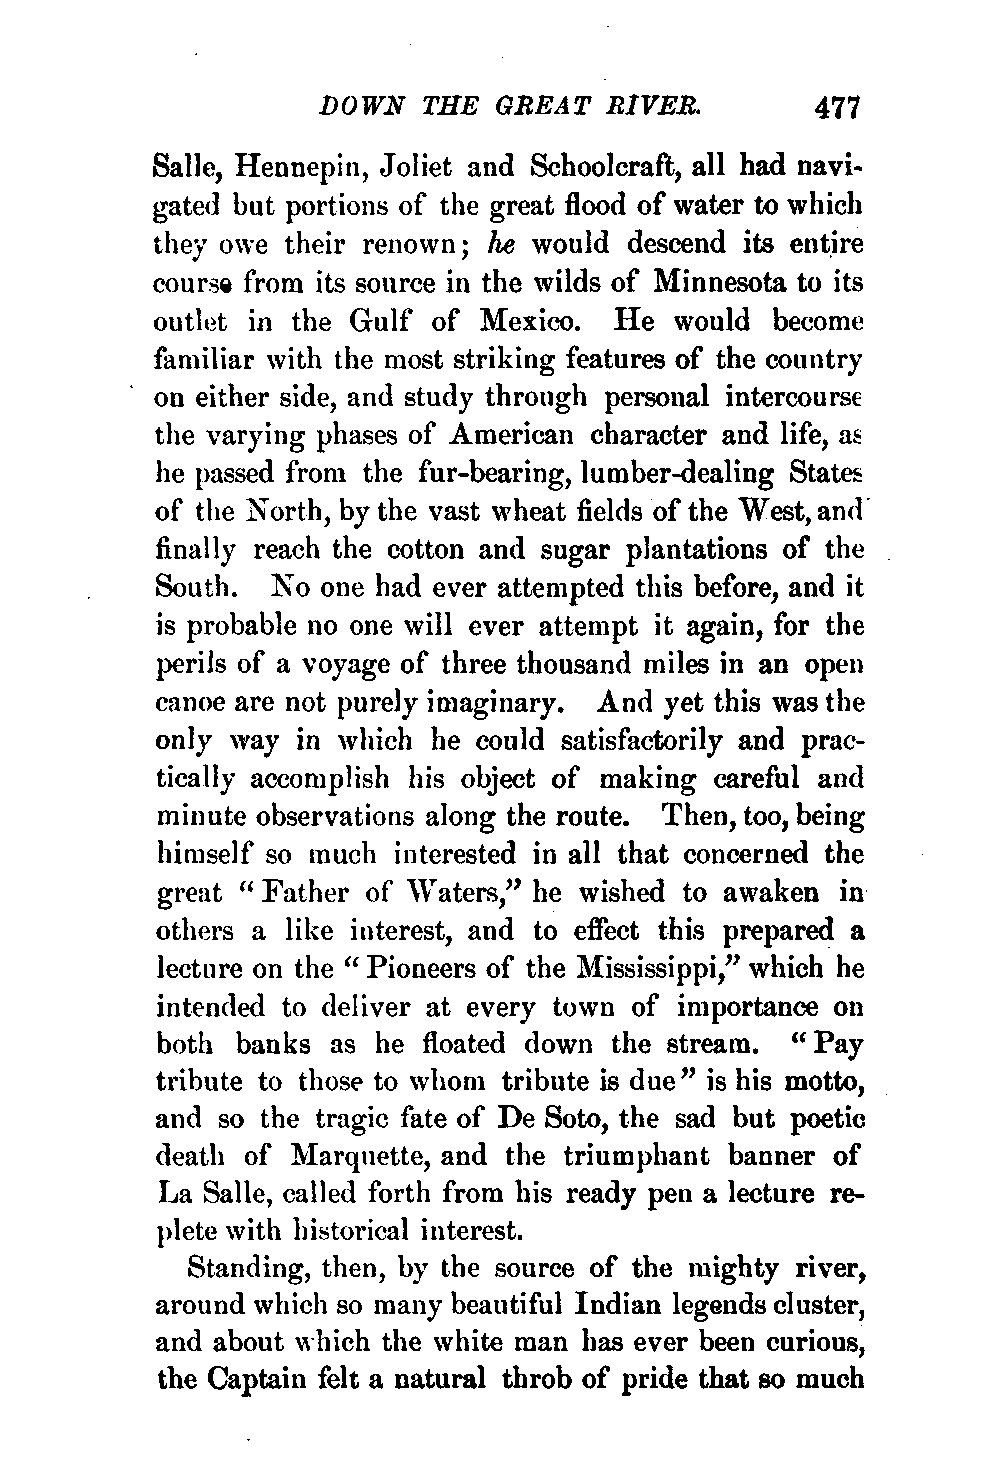 DOWN THE GREAT RIVER. 477
Salle, Hennepin, Joliet and Schoolcraft, all had navi-
gated but portions of the great flood of water to which
they owe their renown; he would descend its entire
course from its source in the wilds of Minnesota to its
outlet in the Gulf of Mexico. He would become
familiar with the most striking features of the country
on either side, and study through personal intercourse
the varying phases of American character and life, as
he passed from the fur-bearing, lumber-dealing States
of the North, by the vast wheat fields of the West, and
finally reach the cotton and sugar plantations of the
South. No one had ever attempted this before, and it
is probable no one will ever attempt it again, for the
perils of a voyage of three thousand miles in an open
canoe are not purely imaginary. And yet this was the
only way in which he could satisfactorily and prac-
tically accomplish his object of making careful and
minute observations along the route. Then, too, being
himself so much interested in all that concerned the
great "Father of Waters," he wished to awaken in
others a like interest, and to effect this prepared a
lecture on the "Pioneers of the Mississippi," which he
intended to deliver at every town of importance on
both banks as he floated down the stream. "Pay
tribute to those to whom tribute is due" is his motto,
and so the tragic fate of De Soto, the sad but poetic
death of Marquette, and the triumphant banner of
La Salle, called forth from his ready pen a lecture re-
plete with historical interest.
Standing, then, by the source of the mighty river,
around which so many beautiful Indian legends cluster,
and about which the white man has ever been curious,
the Captain felt a natural throb of pride that so much